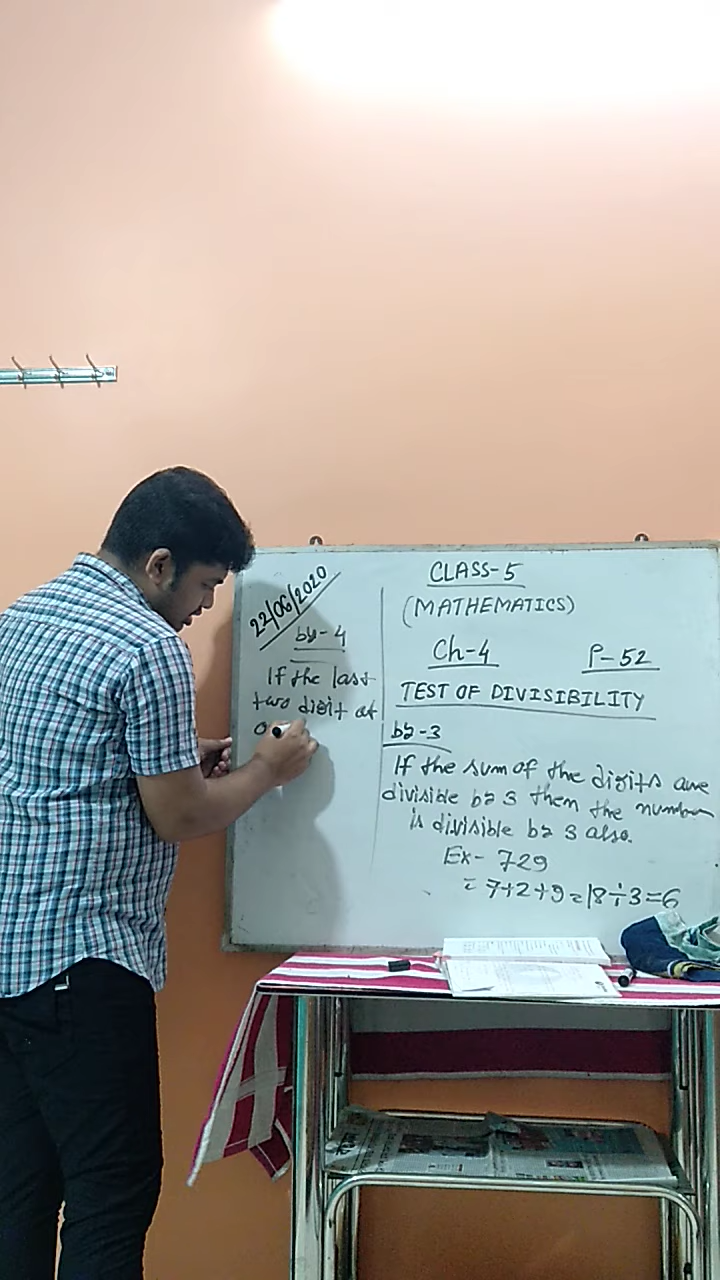 22/06/2020
by-4
If the last
two digit of
CLASS-5
(MATHEMATICS)
Ch-4 P-52
TEST OF DIVISIBILITY
by-3
If the sum of the digits are
divisible by 3 then the number
is divisible by 3 also.
Ex- 729
= 7+2+9=18÷3=6